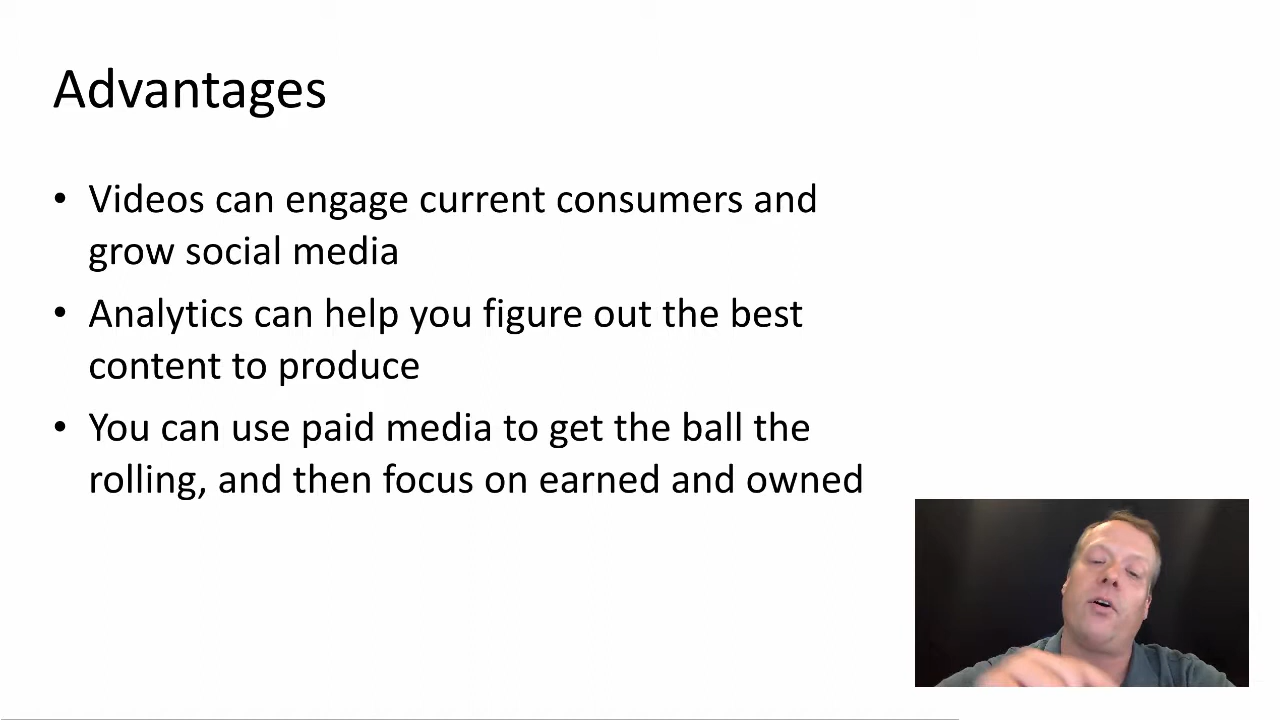 Advantages
• Videos can engage current consumers and
grow social media
• Analytics can help you figure out the best
content to produce
• You can use paid media to get the ball the
rolling, and then focus on earned and owned